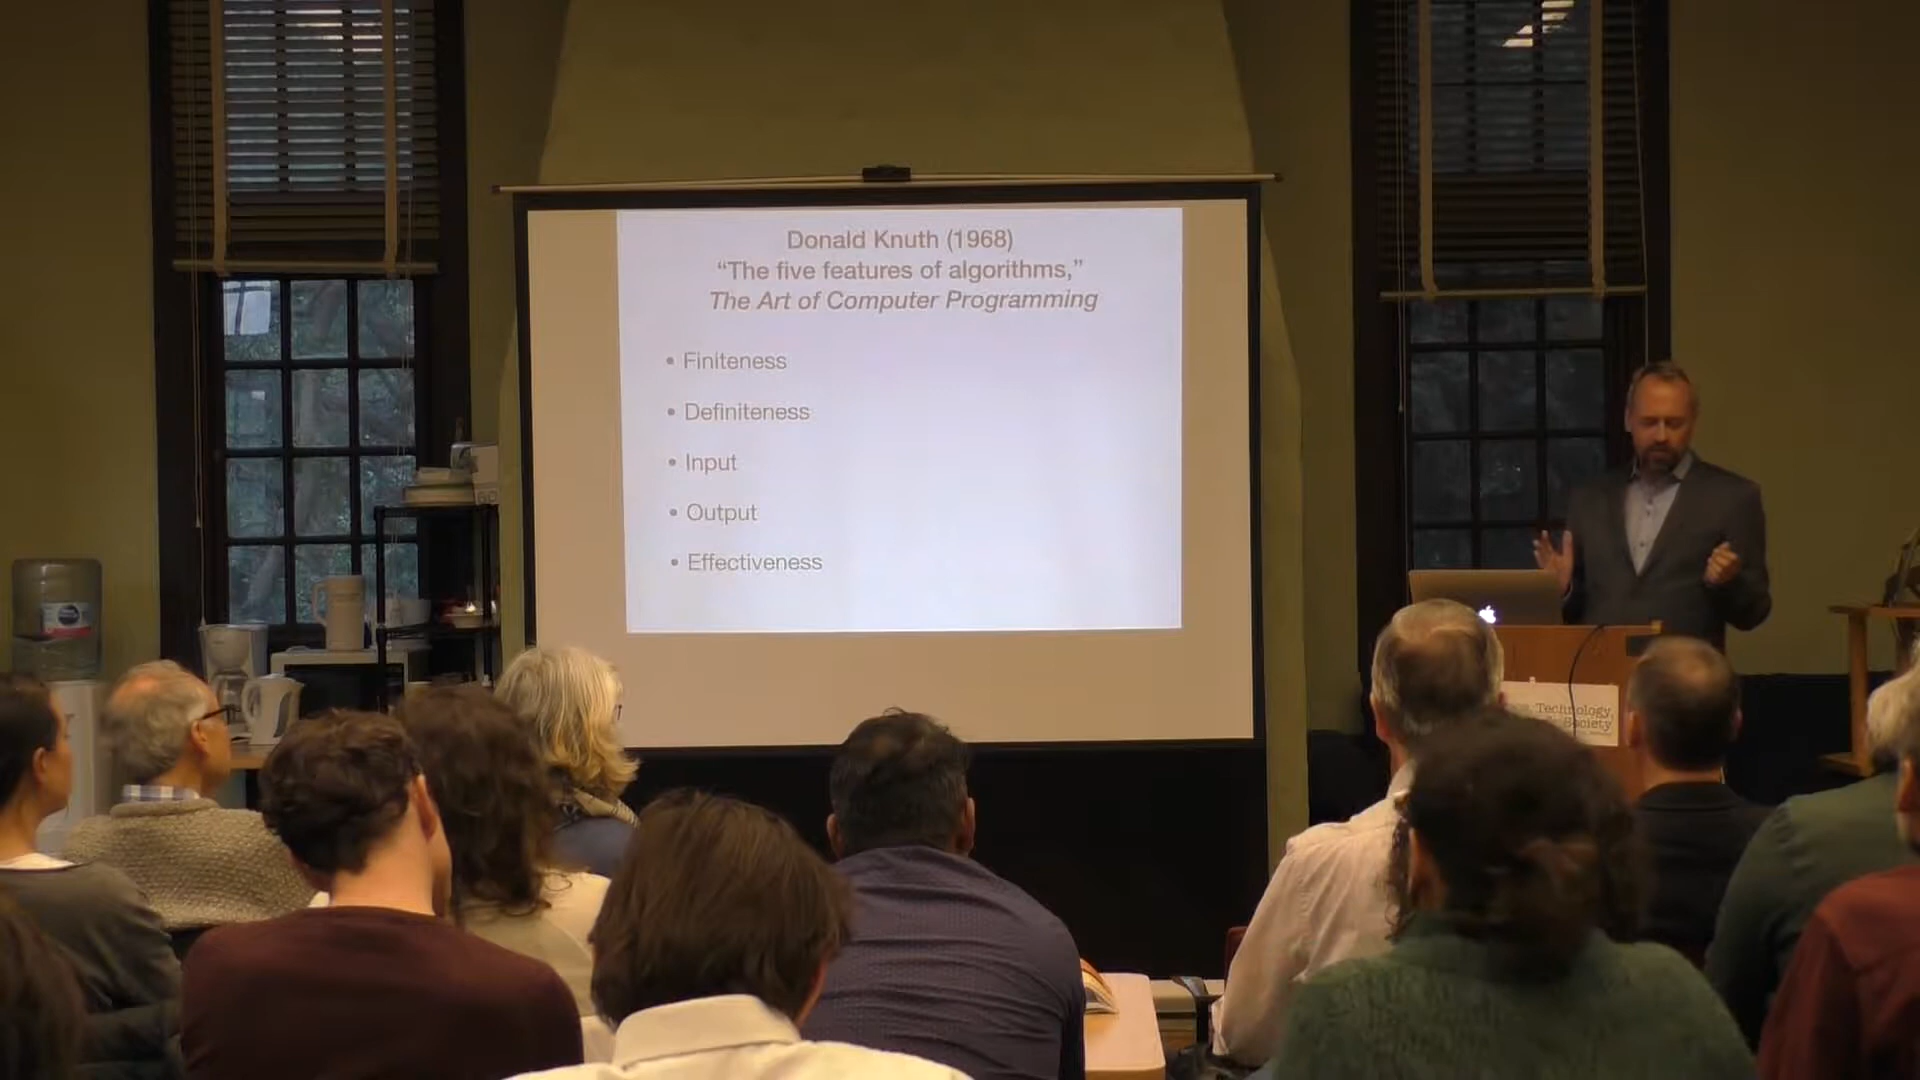 Donald Knuth (1968)
“The five features of algorithms,”
The Art of Computer Programming
• Finiteness
• Definiteness
• Input
• Output
• Effectiveness
Technology,
Society